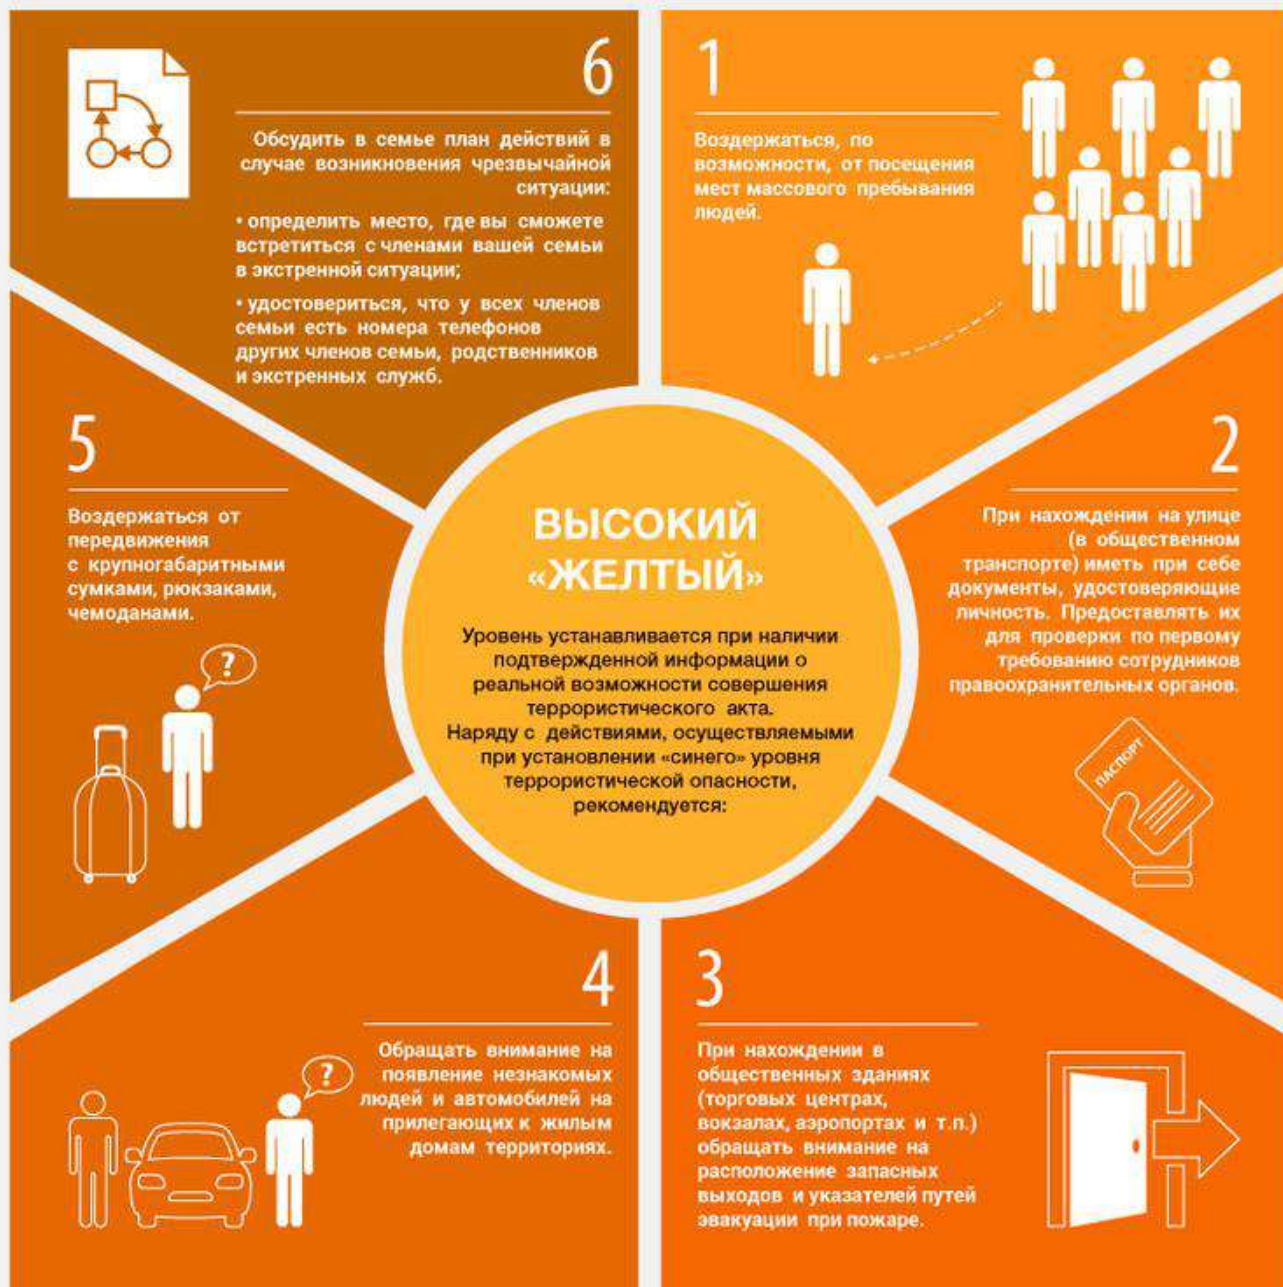 ВЫСОКИЙ
«ЖЕЛТЫЙ»
Уровень устанавливается при наличии
подтвержденной информации о
реальной возможности совершения
террористического акта.
Наряду с действиями, осуществляемыми
при установлении «синего» уровня
террористической опасности,
рекомендуется:
1
Воздержаться, по
возможности, от посещения
мест массового пребывания
людей.
2
При нахождении на улице
(в общественном
транспорте) иметь при себе
документы, удостоверяющие
личность. Предоставлять их
для проверки по первому
требованию сотрудников
правоохранительных органов.
ПАСПОРТ
3
При нахождении в
общественных зданиях
(торговых центрах,
вокзалах, аэропортах и т.п.)
обращать внимание на
расположение запасных
выходов и указателей путей
эвакуации при пожаре.
4
Обращать внимание на
появление незнакомых
людей и автомобилей на
прилегающих к жилым
домам территориях.
?
5
Воздержаться от
передвижения
с крупногабаритными
сумками, рюкзаками,
чемоданами.
?
6
Обсудить в семье план действий в
случае возникновения чрезвычайной
ситуации:
• определить место, где вы сможете
встретиться с членами вашей семьи
в экстренной ситуации;
• удостовериться, что у всех членов
семьи есть номера телефонов
других членов семьи, родственников
и экстренных служб.